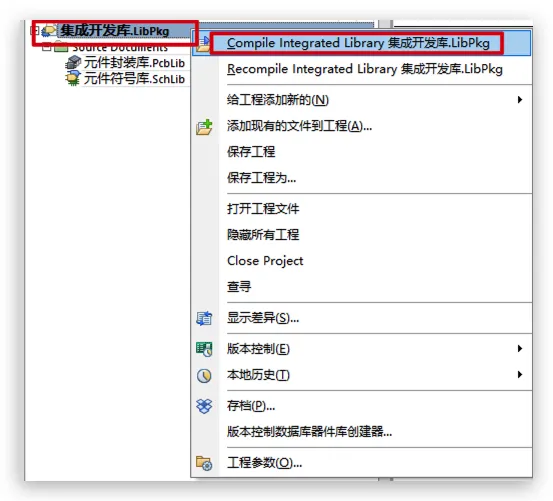 集成开发库.LibPkg
Source Documents
元件封装库.PcbLib
元件符号库.SchLib
Compile Integrated Library 集成开发库.LibPkg
Recompile Integrated Library 集成开发库.LibPkg
给工程添加新的(N)
添加现有的文件到工程(A)...
保存工程
保存工程为...
打开工程文件
隐藏所有工程
Close Project
查寻
显示差异(S)...
版本控制(E)
本地历史(T)
存档(P)...
版本控制数据库器件库创建器...
工程参数(O)...